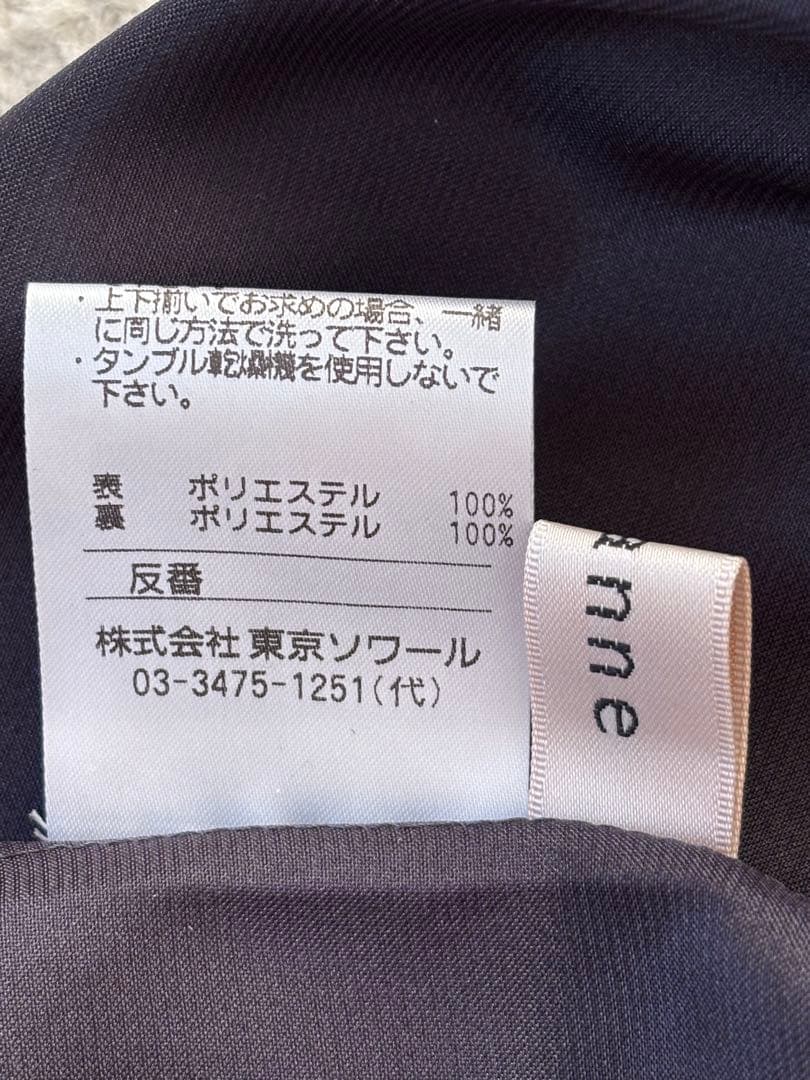 ・上下揃いでお求めの場合、一緒
に同じ方法で洗って下さい。
・タンブル乾燥機を使用しないで
下さい。
表 ポリエステル 100%
裏 ポリエステル 100%
反番
株式会社 東京ソワール
03-3475-1251(代)
nne